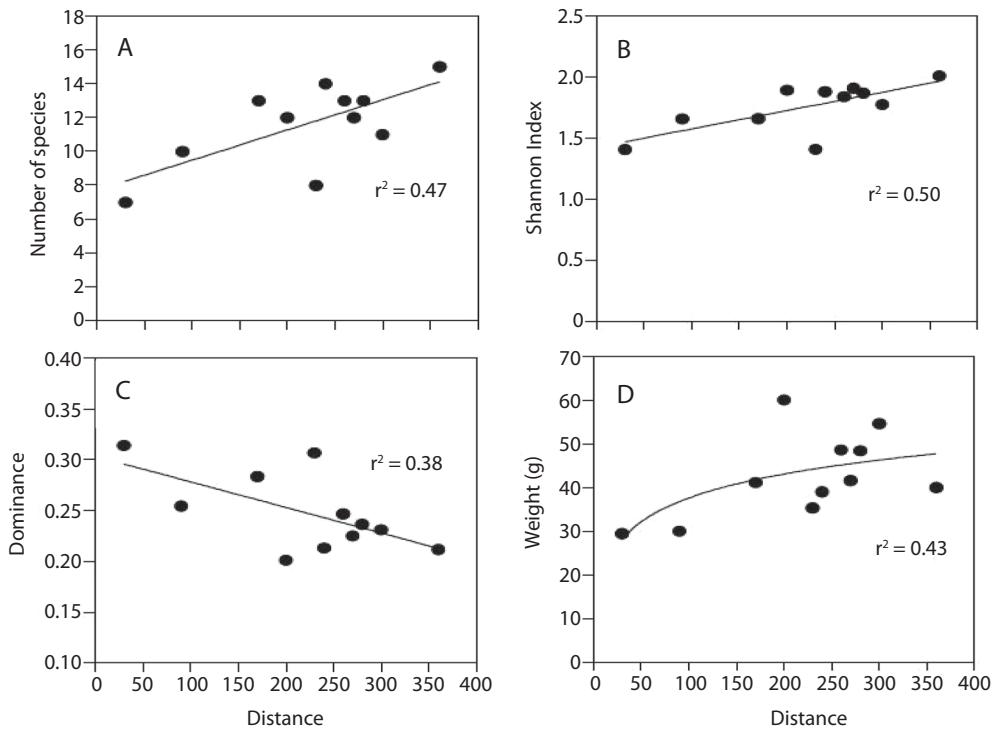 A
Number of species
18
16
14
12
10
8
6
4
2
0
r² = 0.47
B
Shannon Index
2.5
2.0
1.5
1.0
0.5
0
r² = 0.50
C
Dominance
0.40
0.35
0.30
0.25
0.20
0.15
0.10
r² = 0.38
0 50 100 150 200 250 300 350 400
Distance
D
Weight (g)
70
60
50
40
30
20
10
0
r² = 0.43
0 50 100 150 200 250 300 350 400
Distance